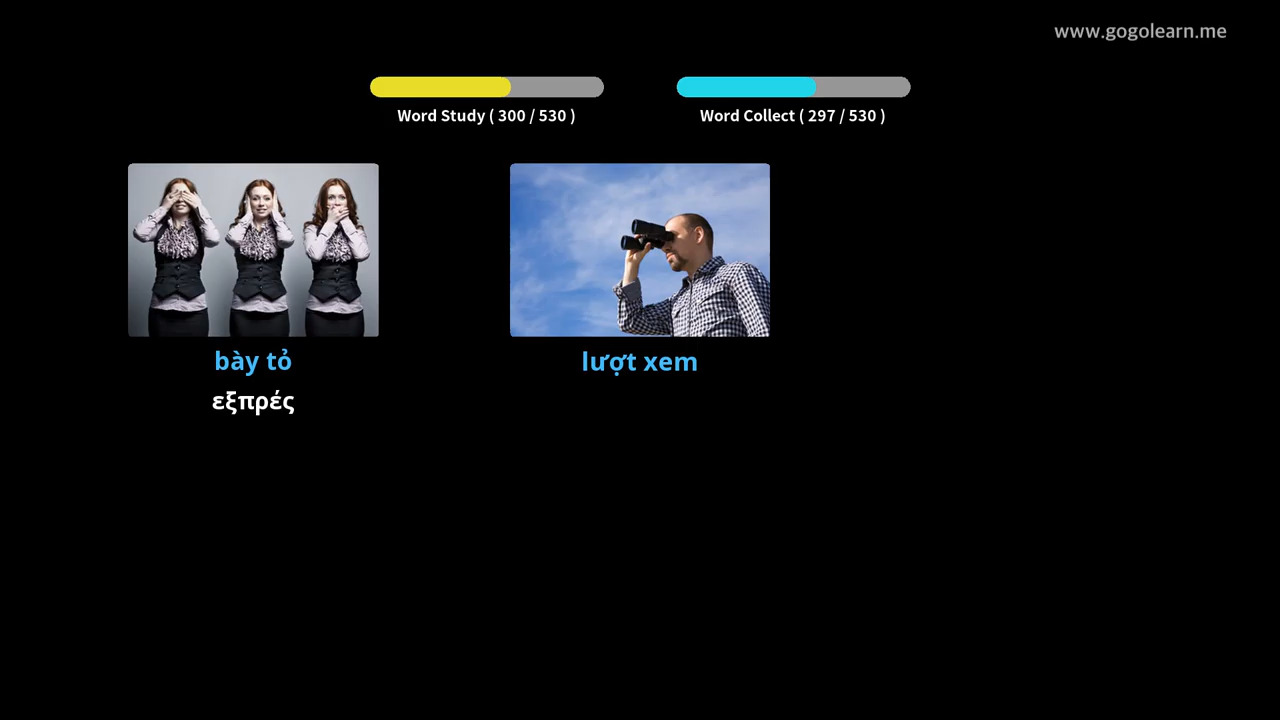 www.gogolearn.me
Word Study ( 300 / 530 )
Word Collect ( 297 / 530 )
bày tỏ
εξπρές
lượt xem